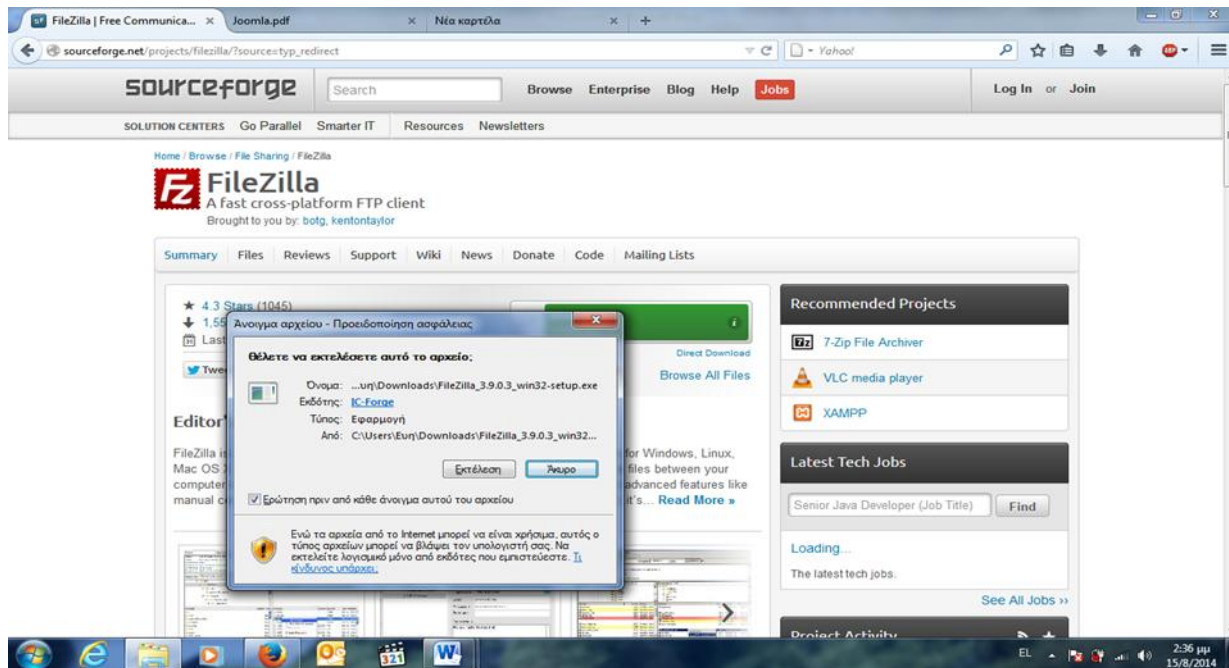 FileZilla | Free Communica...
Joomla.pdf
Νέα καρτέλα
sourceforge.net/projects/filezilla/?source=typ_redirect
Yahoo!
sourceforge
Search
Browse Enterprise Blog Help Jobs
Log In or Join
SOLUTION CENTERS Go Parallel Smarter IT Resources Newsletters
Home / Browse / File Sharing / FileZilla
FZ
FileZilla
A fast cross-platform FTP client
Brought to you by: botg, kentontaylor
Summary Files Reviews Support Wiki News Donate Code Mailing Lists
4.3 Stars (1045)
1,55
Last
Twee
Direct Download
Browse All Files
Άνοιγμα αρχείου - Προειδοποίηση ασφάλειας
Θέλετε να εκτελέσετε αυτό το αρχείο;
Όνομα: ...υη\Downloads\FileZilla_3.9.0.3_win32-setup.exe
Εκδότης: IC-Forge
Τύπος: Εφαρμογή
Από: C:\Users\Ευη\Downloads\FileZilla_3.9.0.3_win32...
Εκτέλεση Άκυρο
Ερώτηση πριν από κάθε άνοιγμα αυτού του αρχείου
Ενώ τα αρχεία από το Internet μπορεί να είναι χρήσιμα, αυτός ο
τύπος αρχείων μπορεί να βλάψει τον υπολογιστή σας. Να
εκτελείτε λογισμικό μόνο από εκδότες που εμπιστεύεστε. Τι
κίνδυνος υπάρχει;
Editor'
FileZilla is
for Windows, Linux,
Mac OS
files between your
computer
advanced features like
manual c
it's... Read More »
Recommended Projects
7-Zip File Archiver
VLC media player
XAMPP
Latest Tech Jobs
Senior Java Developer (Job Title) Find
Loading...
The latest tech jobs.
See All Jobs »
Project Activity
EL
2:36 μμ
15/8/201